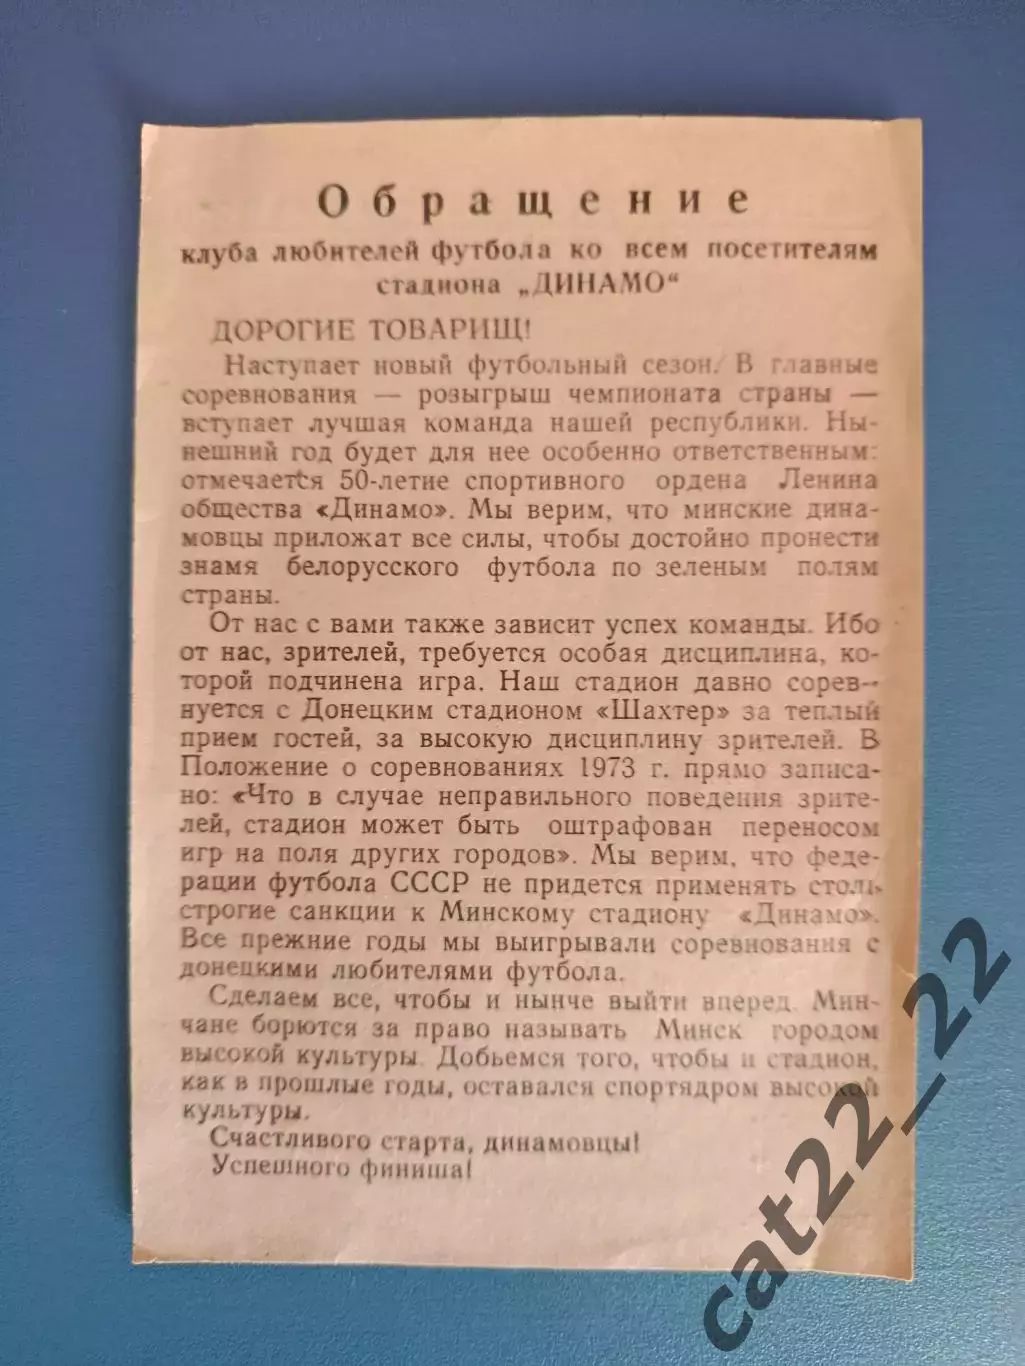 Обращение
клуба любителей футбола ко всем посетителям
стадиона „ДИНАМО“
ДОРОГИЕ ТОВАРИЩ!
Наступает новый футбольный сезон. В главные
соревнования — розыгрыш чемпионата страны —
вступает лучшая команда нашей республики. Ны-
нешний год будет для нее особенно ответственным:
отмечается 50-летие спортивного ордена Ленина
общества «Динамо». Мы верим, что минские дина-
мовцы приложат все силы, чтобы достойно пронести
знамя белорусского футбола по зеленым полям
страны.
От нас с вами также зависит успех команды. Ибо
от нас, зрителей, требуется особая дисциплина, ко-
торой подчинена игра. Наш стадион давно сорев-
нуется с Донецким стадионом «Шахтер» за теплый
прием гостей, за высокую дисциплину зрителей. В
Положение о соревнованиях 1973 г. прямо записа-
но: «Что в случае неправильного поведения зрите-
лей, стадион может быть оштрафован переносом
игр на поля других городов». Мы верим, что феде-
рации футбола СССР не придется применять столь
строгие санкции к Минскому стадиону «Динамо».
Все прежние годы мы выигрывали соревнования с
донецкими любителями футбола.
Сделаем все, чтобы и нынче выйти вперед. Мин-
чане борются за право называть Минск городом
высокой культуры. Добьемся того, чтобы и стадион,
как в прошлые годы, оставался спортядром высокой
культуры.
Счастливого старта, динамовцы!
Успешного финиша!
cat22_22